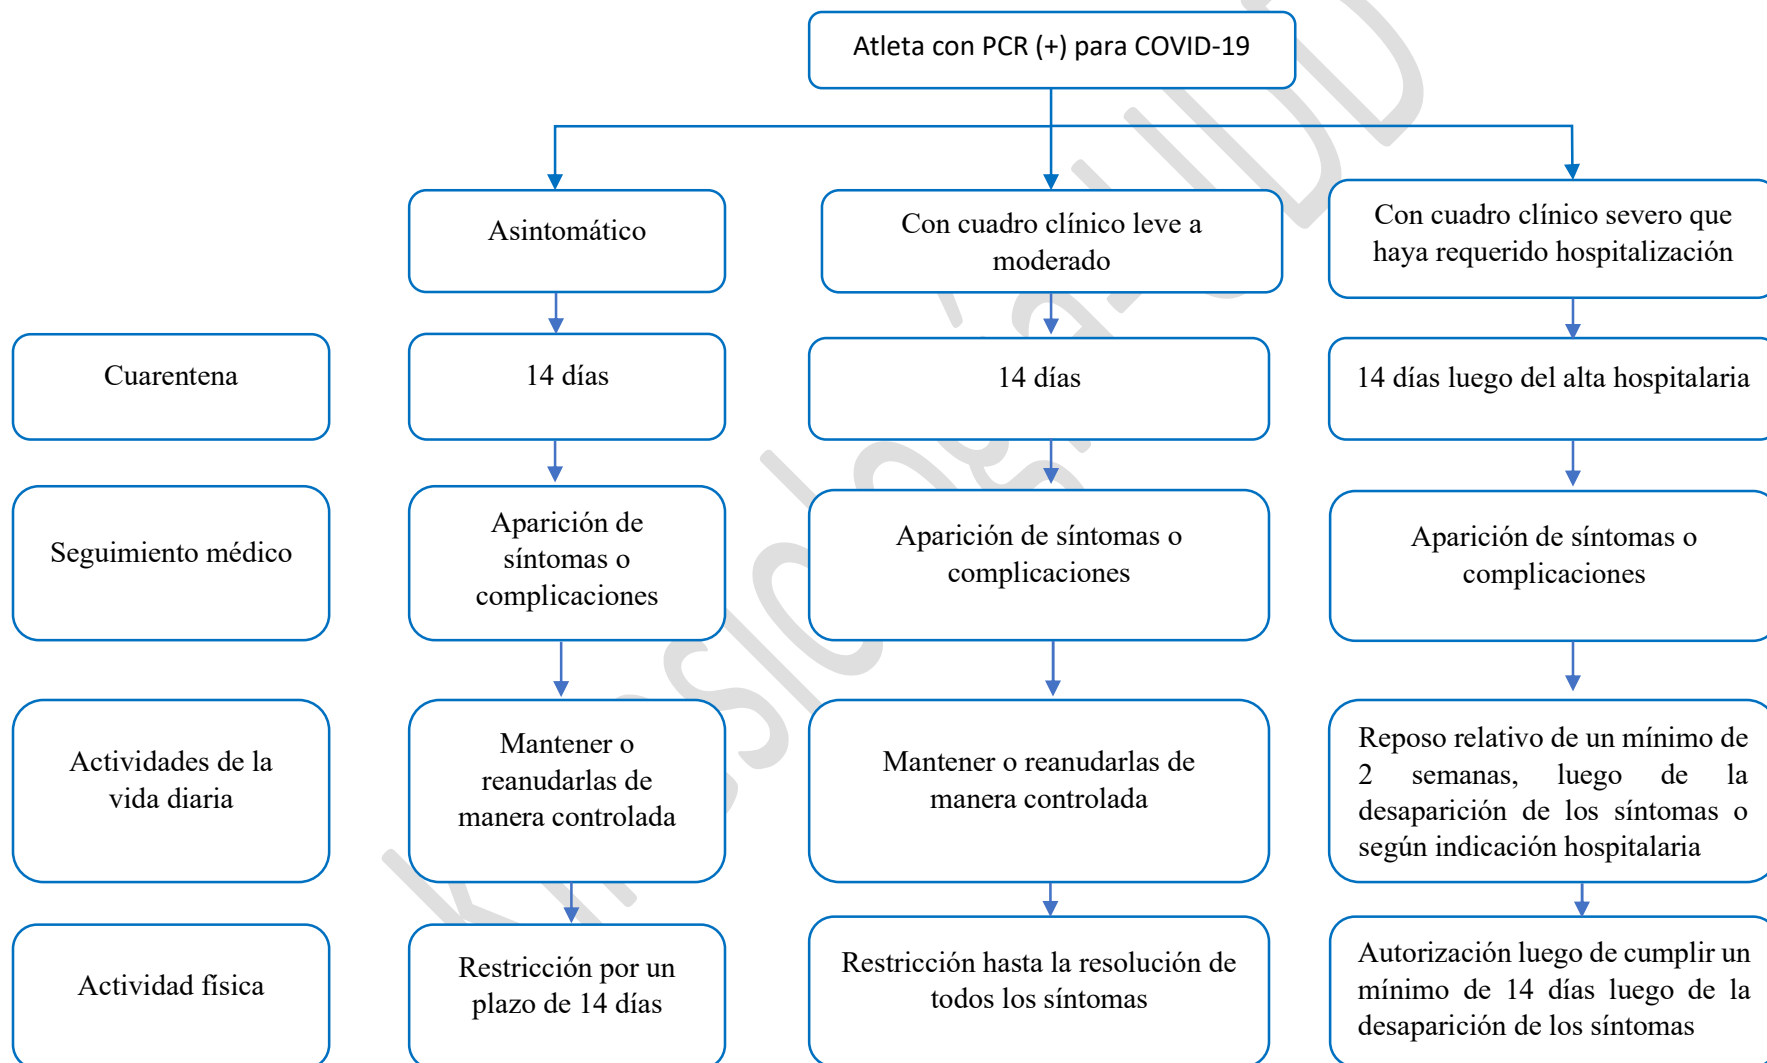 Atleta con PCR (+) para COVID-19
Asintomático
Con cuadro clínico leve a
moderado
Con cuadro clínico severo que
haya requerido hospitalización
Cuarentena
14 días
14 días
14 días luego del alta hospitalaria
Seguimiento médico
Aparición de
síntomas o
complicaciones
Aparición de síntomas o
complicaciones
Aparición de síntomas o
complicaciones
Actividades de la
vida diaria
Mantener o
reanudarlas de
manera controlada
Mantener o reanudarlas de
manera controlada
Reposo relativo de un mínimo de
2 semanas, luego de la
desaparición de los síntomas o
según indicación hospitalaria
Actividad física
Restricción por un
plazo de 14 días
Restricción hasta la resolución de
todos los síntomas
Autorización luego de cumplir un
mínimo de 14 días luego de la
desaparición de los síntomas